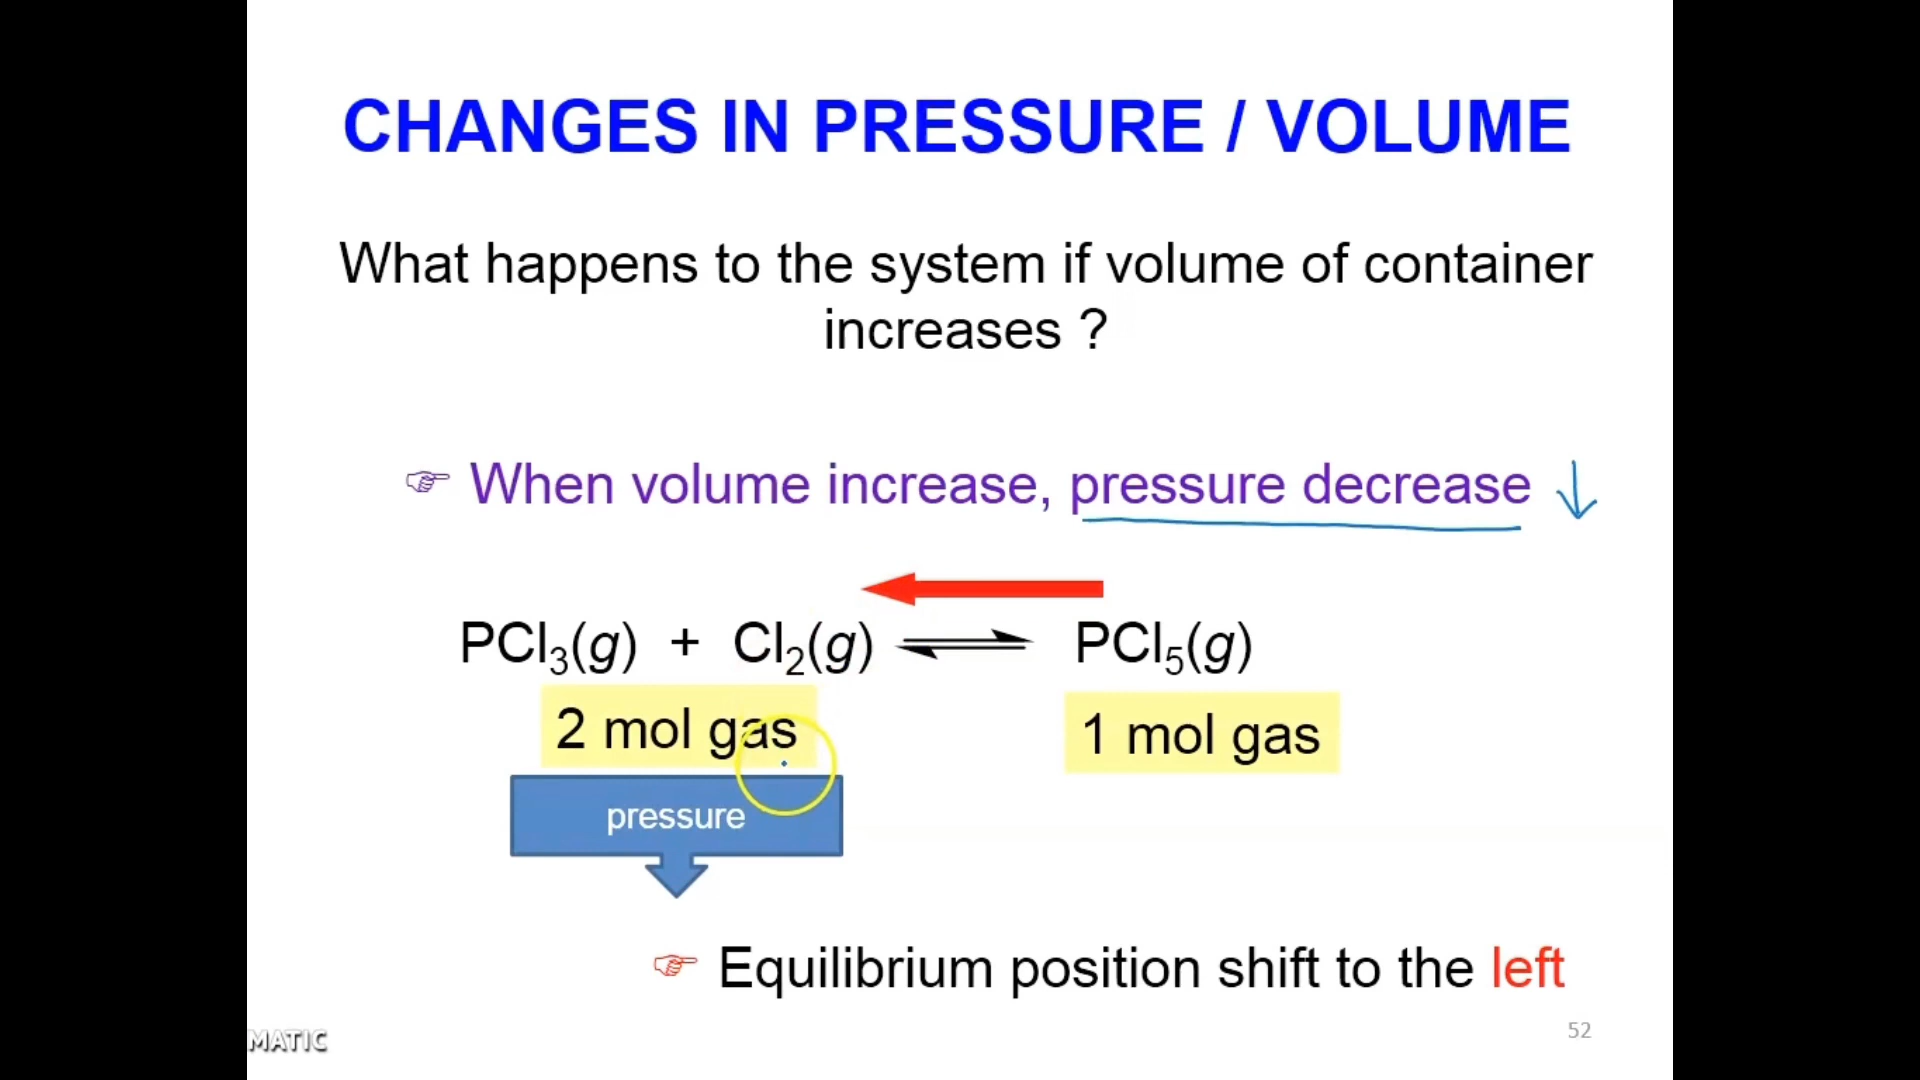 CHANGES IN PRESSURE / VOLUME
What happens to the system if volume of container
increases ?
☞ When volume increase, pressure decrease ↓
PCl₃(g) + Cl₂(g) ⇌ PCl₅(g)
2 mol gas 1 mol gas
pressure
☞ Equilibrium position shift to the left
52
MATIC